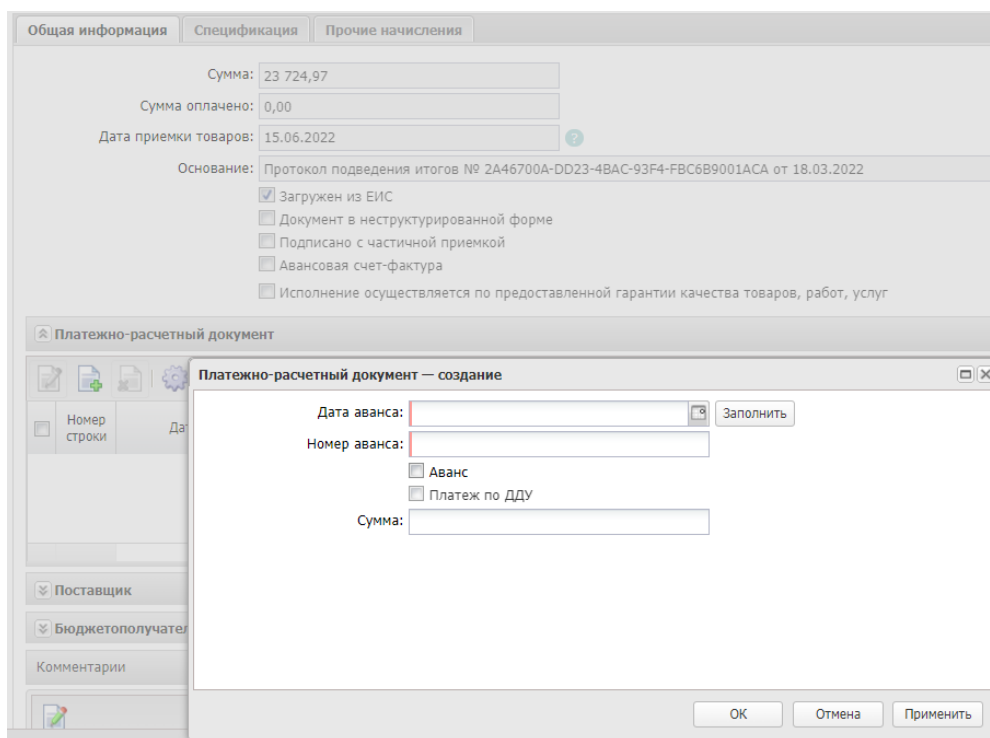 Общая информация Спецификация Прочие начисления
Сумма: 23 724,97
Сумма оплачено: 0,00
Дата приемки товаров: 15.06.2022 ?
Основание: Протокол подведения итогов № 2A46700A-DD23-4BAC-93F4-FBC6B9001ACA от 18.03.2022
Загружен из ЕИС
Документ в неструктурированной форме
Подписано с частичной приемкой
Авансовая счет-фактура
Исполнение осуществляется по предоставленной гарантии качества товаров, работ, услуг
Платежно-расчетный документ
Платежно-расчетный документ — создание
Номер
строки
Да
Дата аванса: Заполнить
Номер аванса:
Аванс
Платеж по ДДУ
Сумма:
Поставщик
Бюджетополучател
Комментарии
ОК Отмена Применить